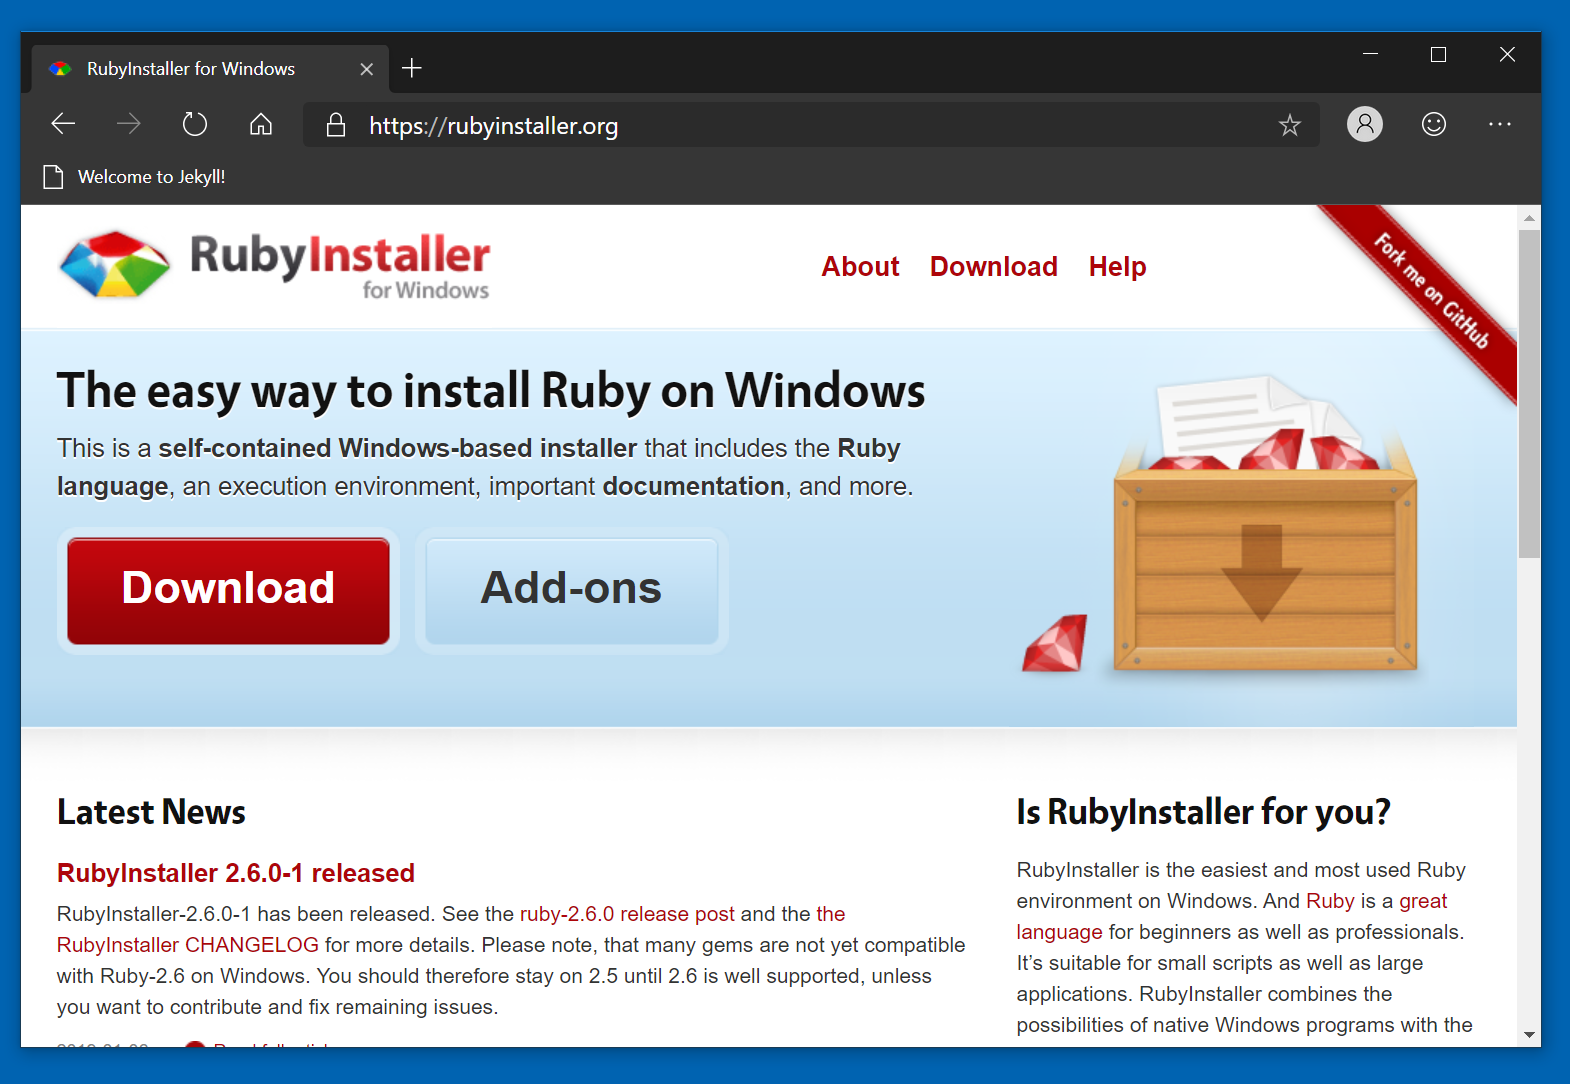 RubyInstaller for Windows
https://rubyinstaller.org
Welcome to Jekyll!
RubyInstaller
for Windows
About Download Help
Fork me on GitHub
The easy way to install Ruby on Windows
This is a self-contained Windows-based installer that includes the Ruby
language, an execution environment, important documentation, and more.
Download
Add-ons
Latest News
RubyInstaller 2.6.0-1 released
RubyInstaller-2.6.0-1 has been released. See the ruby-2.6.0 release post and the the
RubyInstaller CHANGELOG for more details. Please note, that many gems are not yet compatible
with Ruby-2.6 on Windows. You should therefore stay on 2.5 until 2.6 is well supported, unless
you want to contribute and fix remaining issues.
Is RubyInstaller for you?
RubyInstaller is the easiest and most used Ruby
environment on Windows. And Ruby is a great
language for beginners as well as professionals.
It’s suitable for small scripts as well as large
applications. RubyInstaller combines the
possibilities of native Windows programs with the